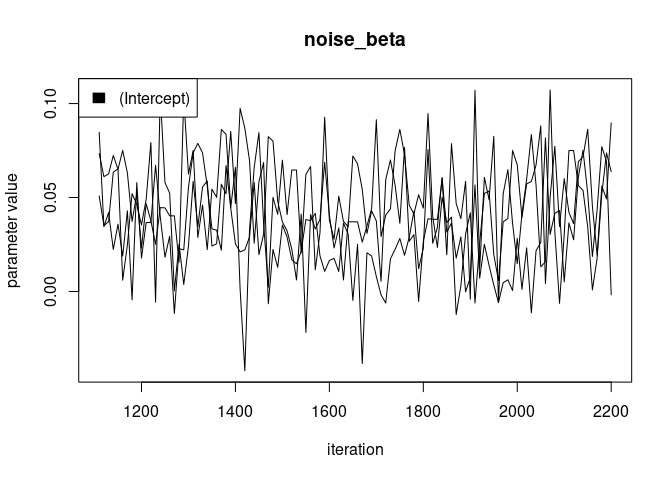 noise_beta
(Intercept)
parameter value
0.10
0.05
0.00
1200 1400 1600 1800 2000 2200
iteration